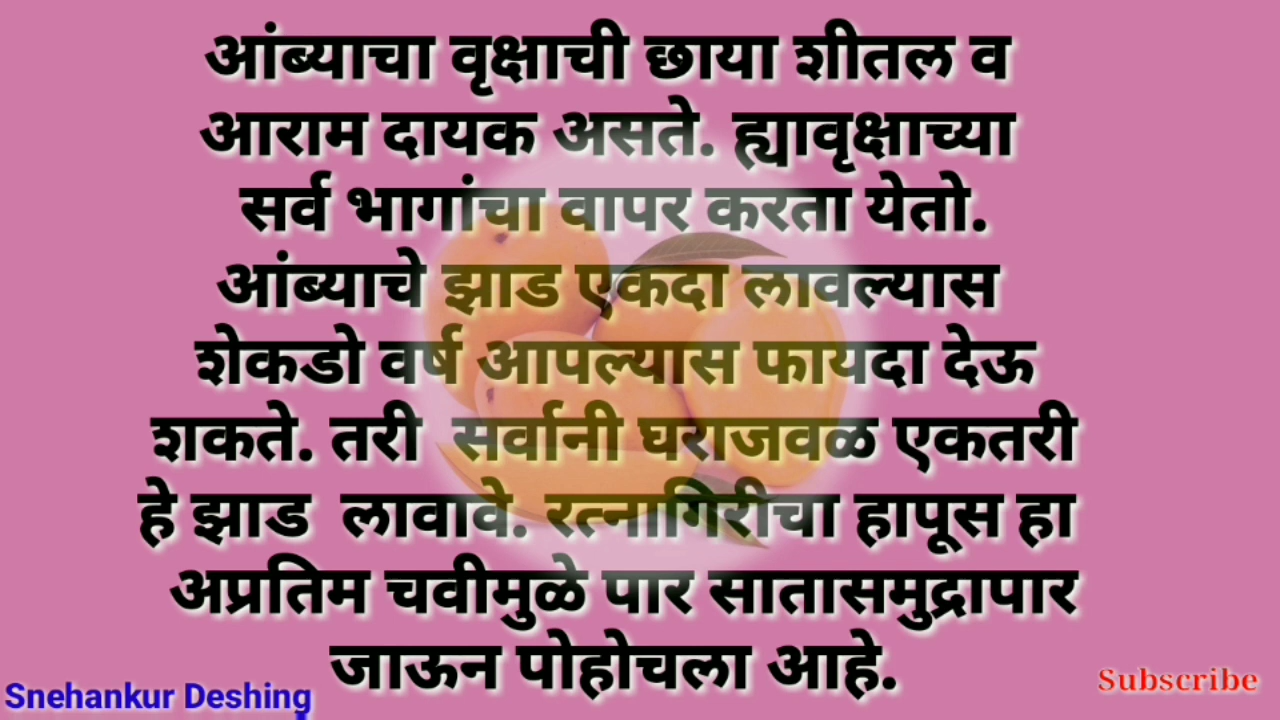 आंब्याचा वृक्षाची छाया शीतल व
आराम दायक असते. ह्यावृक्षाच्या
सर्व भागांचा वापर करता येतो.
आंब्याचे झाड एकदा लावल्यास
शेकडो वर्ष आपल्यास फायदा देऊ
शकते. तरी सर्वानी घराजवळ एकतरी
हे झाड लावावे. रत्नागिरीचा हापूस हा
अप्रतिम चवीमुळे पार सातासमुद्रापार
जाऊन पोहोचला आहे.
Snehankur Deshing
Subscribe